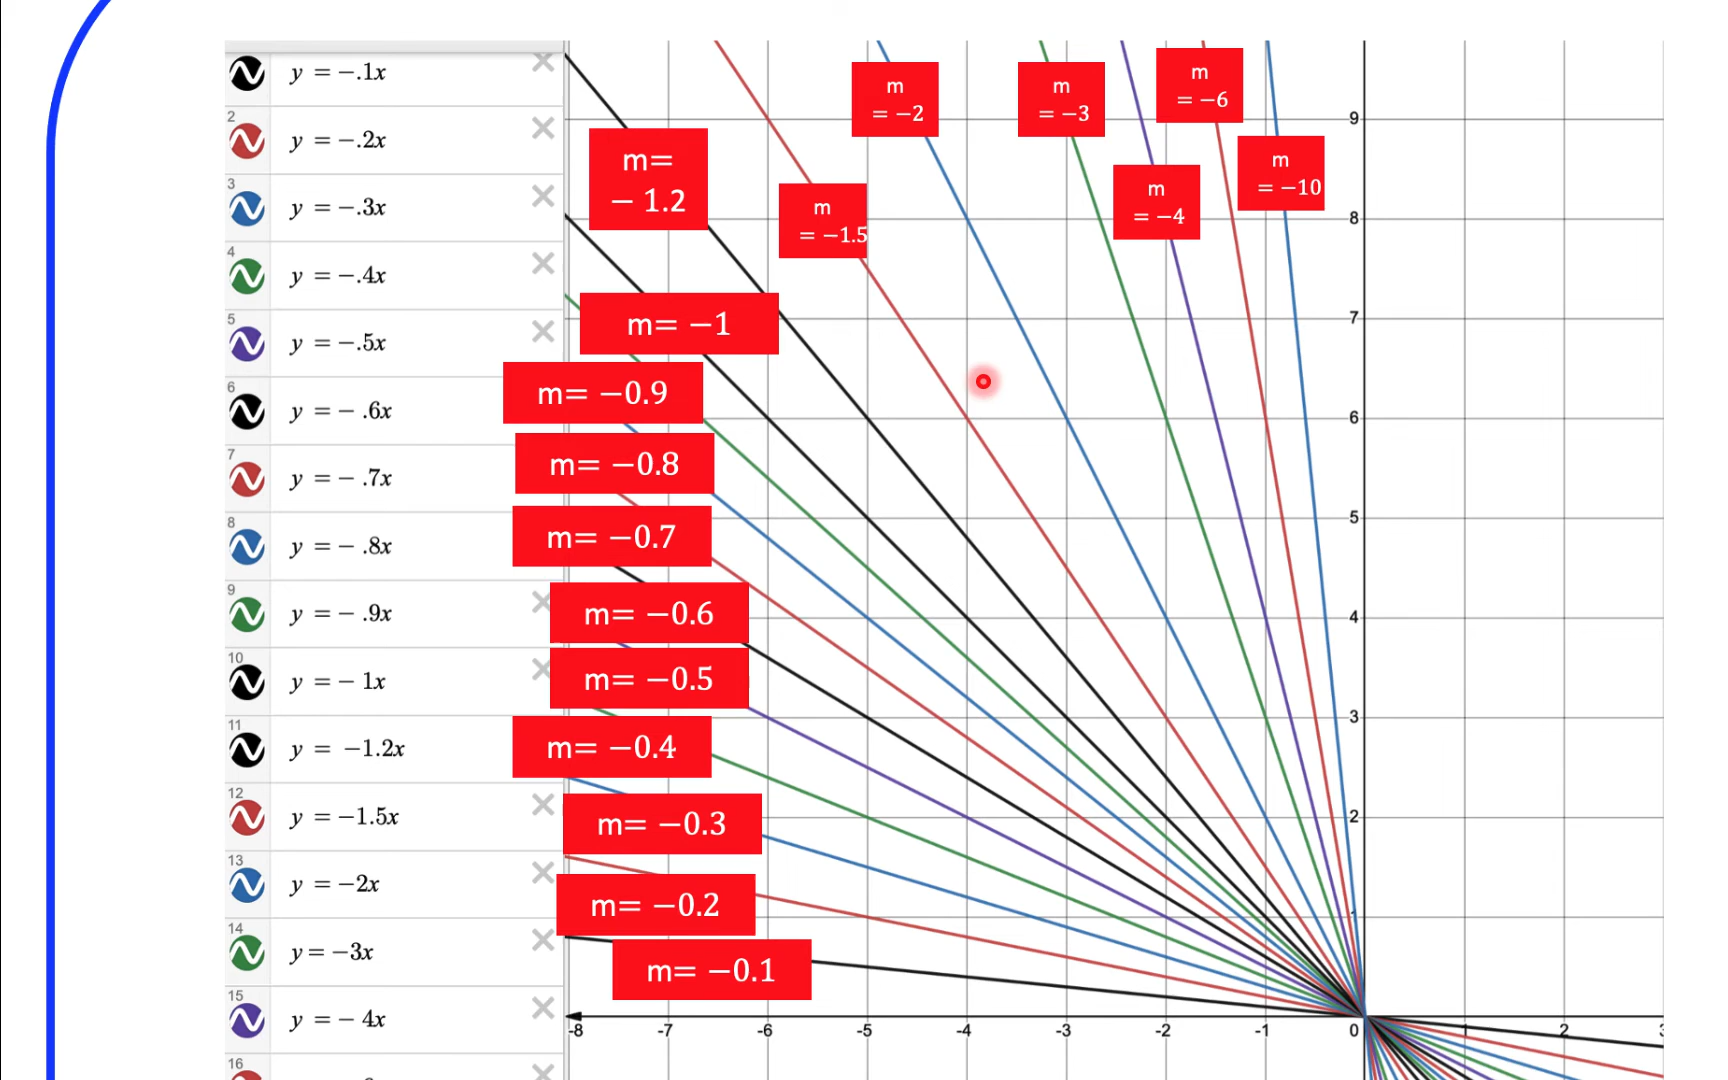 y = −.1x
2
y = −.2x
3
y = −.3x
4
y = −.4x
5
y = −.5x
6
y = − .6x
7
y = − .7x
8
y = − .8x
9
y = − .9x
10
y = − 1x
11
y = −1.2x
12
y = −1.5x
13
y = −2x
14
y = −3x
15
y = − 4x
16
m=
− 1.2
m
= −1.5
m
= −2
m
= −3
m
= −4
m
= −6
m
= −10
m= −1
m= −0.9
m= −0.8
m= −0.7
m= −0.6
m= −0.5
m= −0.4
m= −0.3
m= −0.2
m= −0.1
9
8
7
6
5
4
3
2
1
-8 -7 -6 -5 -4 -3 -2 -1 0 1 2